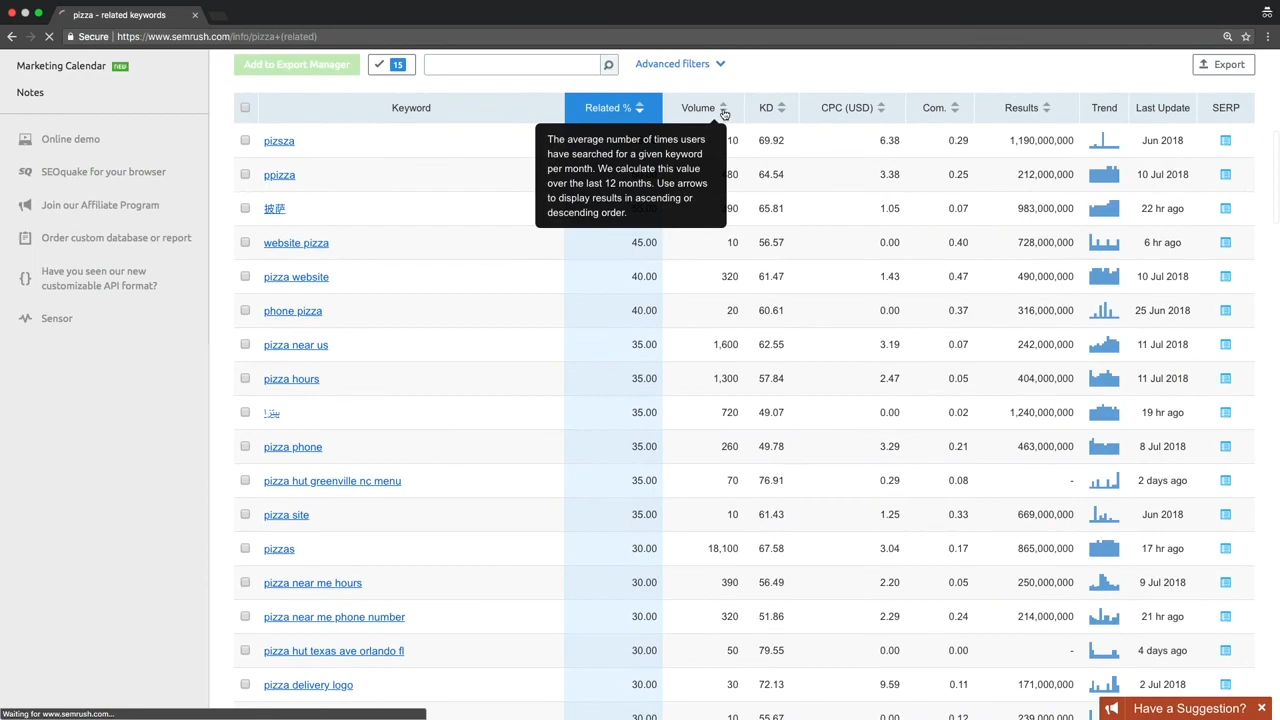 pizza - related keywords
Secure https://www.semrush.com/info/pizza+(related)
Marketing Calendar NEW
Notes
Online demo
SEOquake for your browser
Join our Affiliate Program
Order custom database or report
Have you seen our new
customizable API format?
Sensor
Add to Export Manager 15 Advanced filters Export
Keyword Related % Volume KD CPC (USD) Com. Results Trend Last Update SERP
The average number of times users
have searched for a given keyword
per month. We calculate this value
over the last 12 months. Use arrows
to display results in ascending or
descending order.
pizsza 10 69.92 6.38 0.29 1,190,000,000 Jun 2018
ppizza 64.54 3.38 0.25 212,000,000 10 Jul 2018
披萨 65.81 1.05 0.07 983,000,000 22 hr ago
website pizza 45.00 10 56.57 0.00 0.40 728,000,000 6 hr ago
pizza website 40.00 320 61.47 1.43 0.47 490,000,000 10 Jul 2018
phone pizza 40.00 20 60.61 0.00 0.37 316,000,000 25 Jun 2018
pizza near us 35.00 1,600 62.55 3.19 0.07 242,000,000 11 Jul 2018
pizza hours 35.00 1,300 57.84 2.47 0.05 404,000,000 11 Jul 2018
35.00 720 49.07 0.00 0.02 1,240,000,000 19 hr ago
pizza phone 35.00 260 49.78 3.29 0.21 463,000,000 8 Jul 2018
pizza hut greenville nc menu 35.00 70 76.91 0.29 0.08 - 2 days ago
pizza site 35.00 10 61.43 1.25 0.33 669,000,000 Jun 2018
pizzas 30.00 18,100 67.58 3.04 0.17 865,000,000 17 hr ago
pizza near me hours 30.00 390 56.49 2.20 0.05 250,000,000 9 Jul 2018
pizza near me phone number 30.00 320 51.86 2.29 0.24 214,000,000 21 hr ago
pizza hut texas ave orlando fl 30.00 50 79.55 0.00 0.00 - 4 days ago
pizza delivery logo 30.00 30 72.13 9.59 0.11 171,000,000 2 Jul 2018
Have a Suggestion?
Waiting for www.semrush.com...